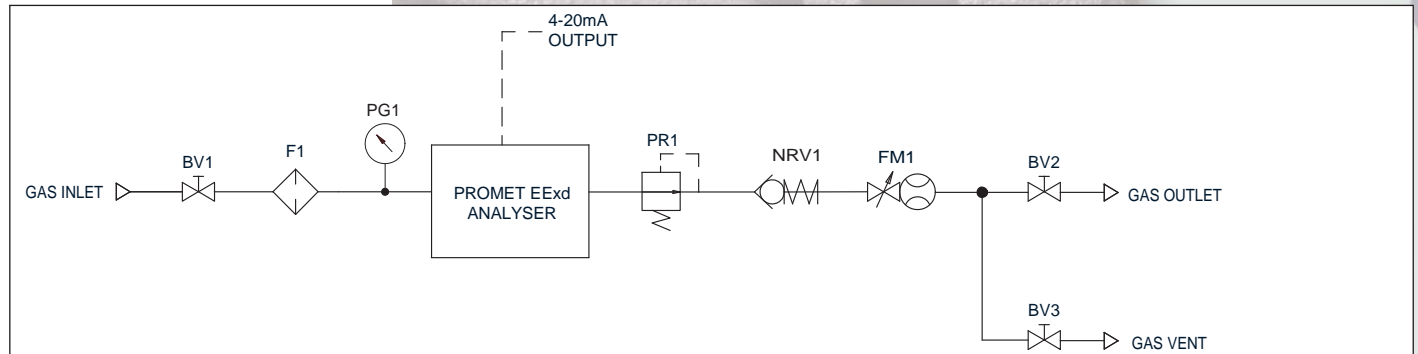 4-20mA
OUTPUT
PG1
PR1
BV1
F1
NRV1
FM1
BV2
GAS INLET
PROMET EExd
ANALYSER
GAS OUTLET
BV3
GAS VENT